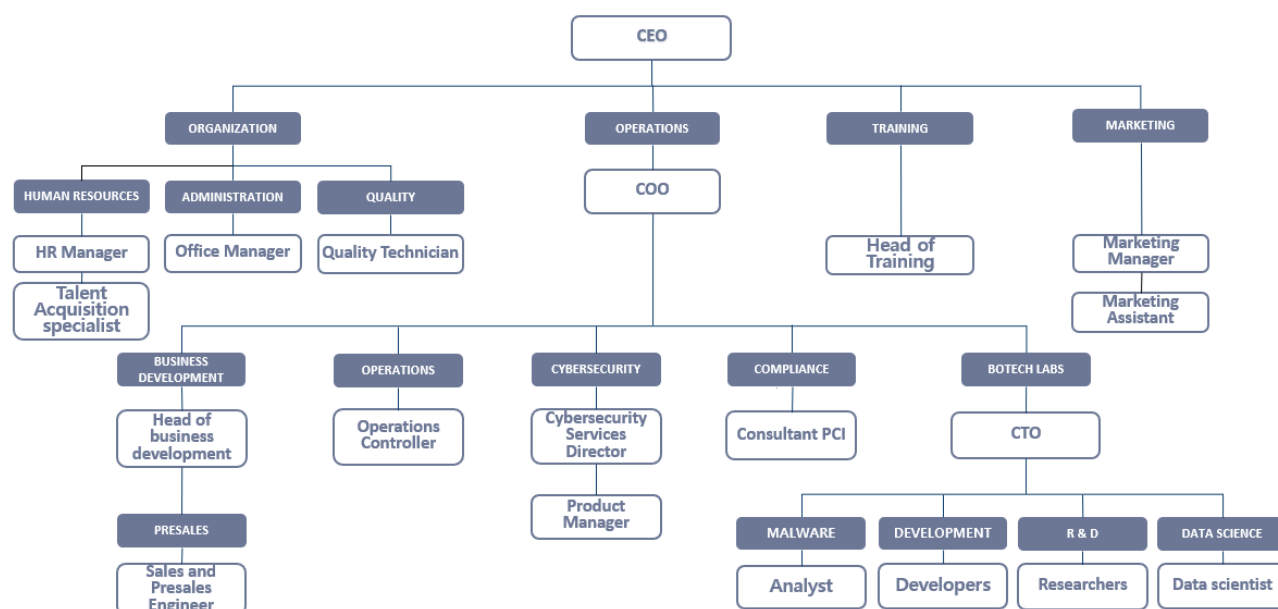 CEO
ORGANIZATION
OPERATIONS
TRAINING
MARKETING
HUMAN RESOURCES
ADMINISTRATION
QUALITY
COO
HR Manager
Office Manager
Quality Technician
Head of
Training
Marketing
Manager
Talent
Acquisition
specialist
Marketing
Assistant
BUSINESS
DEVELOPMENT
OPERATIONS
CYBERSECURITY
COMPLIANCE
BOTECH LABS
Head of
business
development
Operations
Controller
Cybersecurity
Services
Director
Consultant PCI
CTO
Product
Manager
PRESALES
MALWARE
DEVELOPMENT
R & D
DATA SCIENCE
Sales and
Presales
Engineer
Analyst
Developers
Researchers
Data scientist